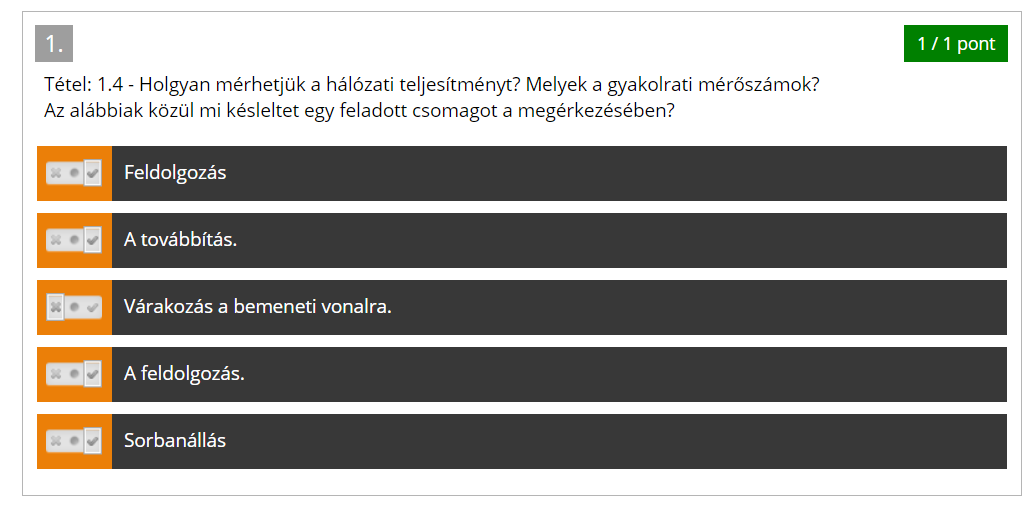 1.
1 / 1 pont
Tétel: 1.4 - Holgyan mérhetjük a hálózati teljesítményt? Melyek a gyakolrati mérőszámok?
Az alábbiak közül mi késleltet egy feladott csomagot a megérkezésében?
Feldolgozás
A továbbítás.
Várakozás a bemeneti vonalra.
A feldolgozás.
Sorbanállás